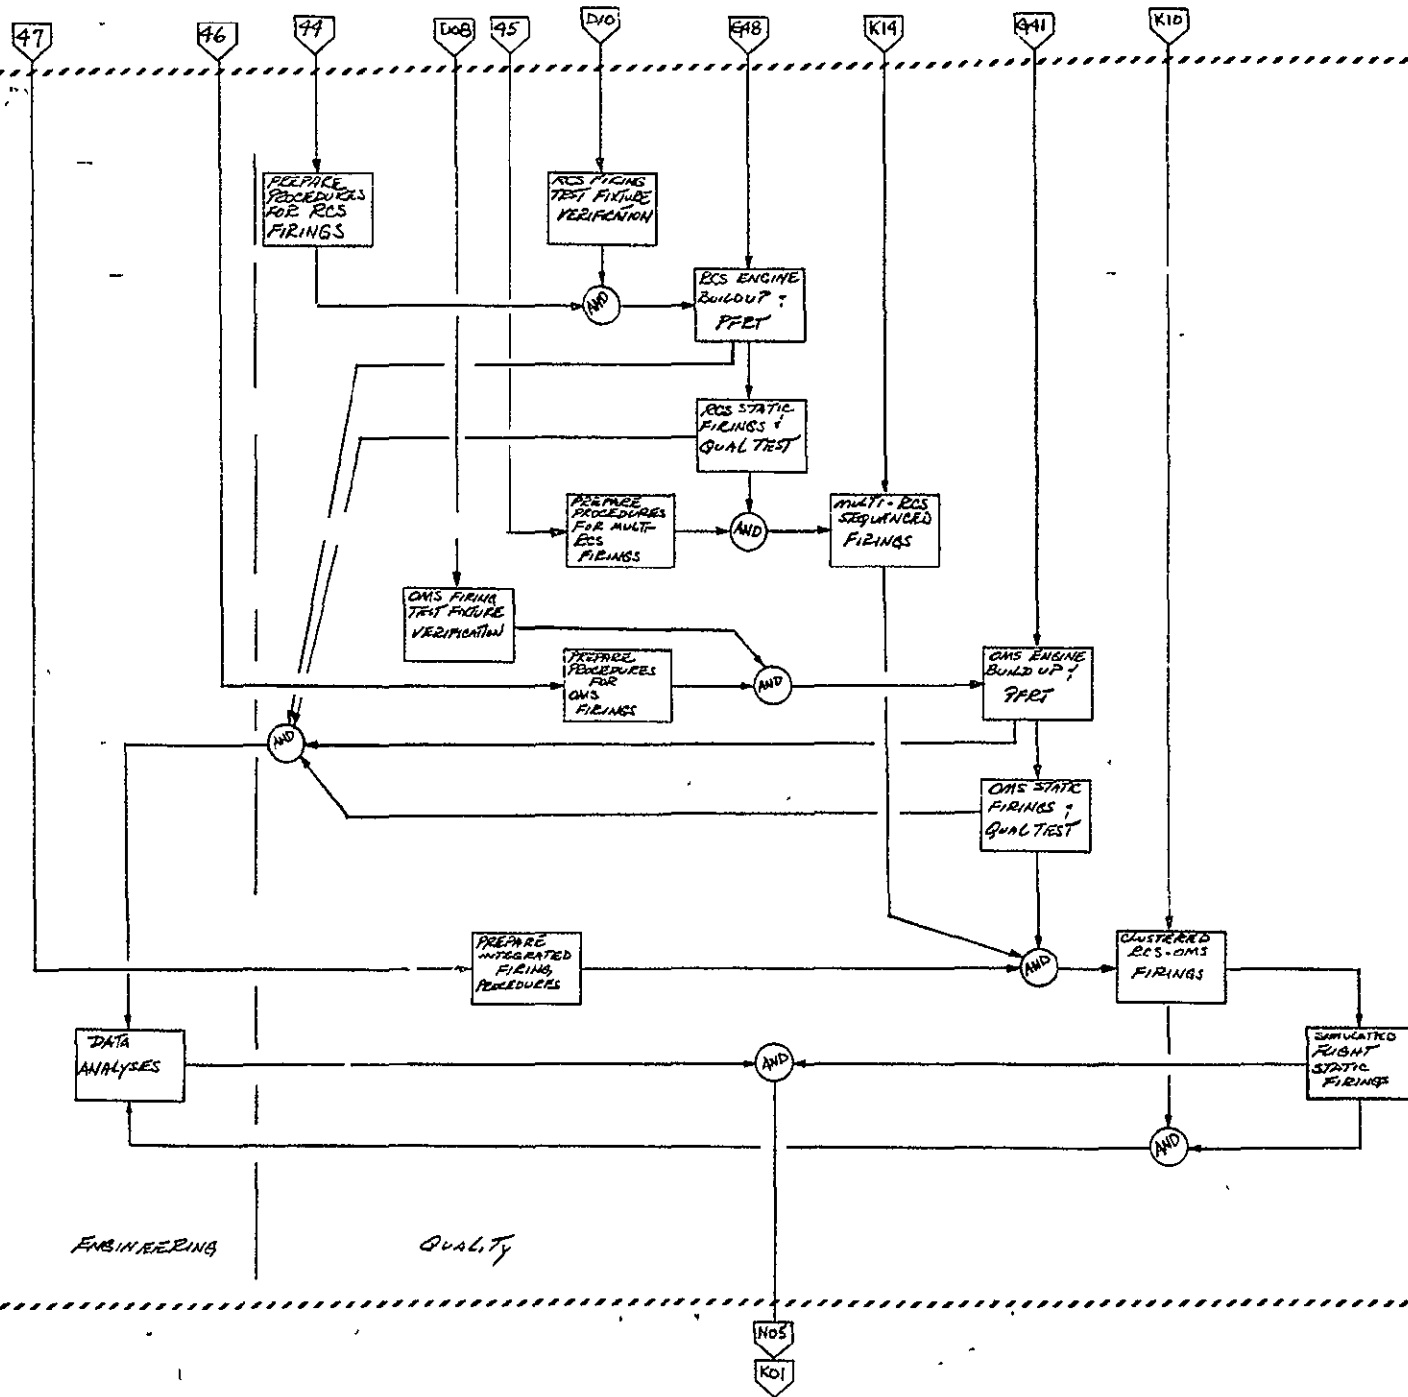 47
46
44
D08
45
D10
G48
K14
G41
K10
PREPARE
PROCEDURES
FOR RCS
FIRINGS
RCS FIRING
TEST FIXTURE
VERIFICATION
AND
RCS ENGINE
BUILDUP &
PFRT
RCS STATIC
FIRINGS &
QUAL TEST
PREPARE
PROCEDURES
FOR MULTI-
RCS
FIRINGS
AND
MULTI-RCS
SEQUENCED
FIRINGS
OMS FIRING
TEST FIXTURE
VERIFICATION
PREPARE
PROCEDURES
FOR
OMS
FIRINGS
AND
OMS ENGINE
BUILD UP &
PFRT
AND
OMS STATIC
FIRINGS &
QUAL TEST
PREPARE
INTEGRATED
FIRING
PROCEDURES
AND
CLUSTERED
RCS-OMS
FIRINGS
DATA
ANALYSES
AND
SIMULATED
FLIGHT
STATIC
FIRINGS
AND
ENGINEERING
QUALITY
N05
K01